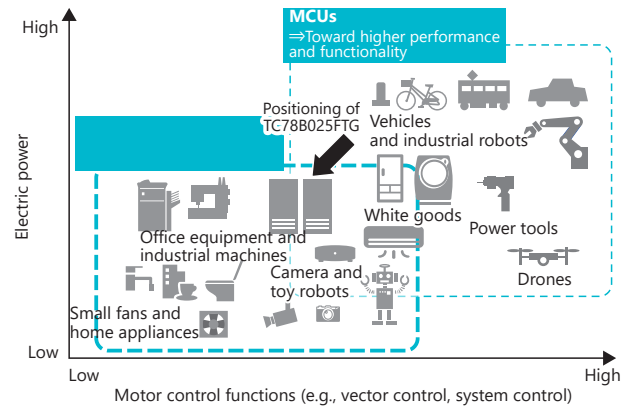 High
MCUs
⇒Toward higher performance
and functionality
Positioning of
TC78B025FTG
Vehicles
and industrial robots
Electric power
White goods
Power tools
Office equipment and
industrial machines
Camera and
toy robots
Drones
Small fans and
home appliances
Low
Low
High
Motor control functions (e.g., vector control, system control)